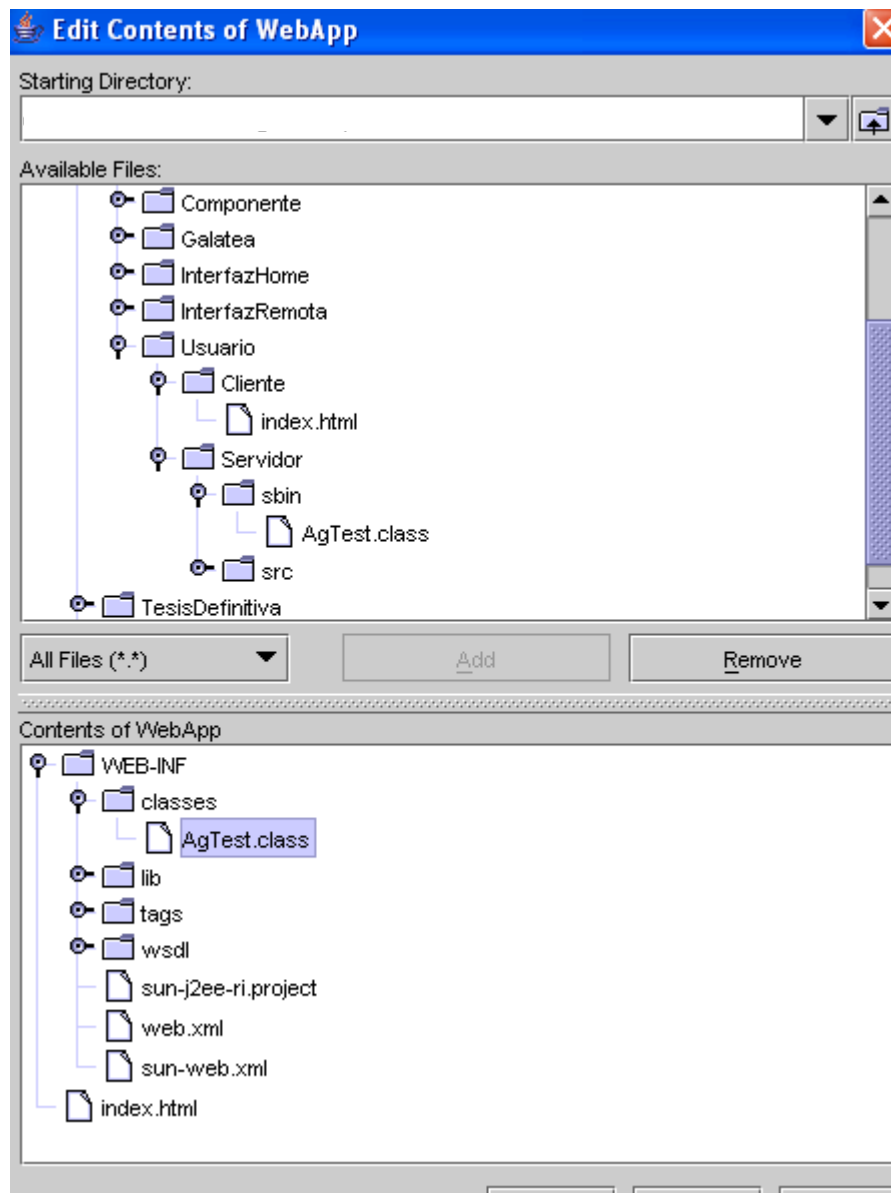 Edit Contents of WebApp
Starting Directory:
Available Files:
Componente
Galatea
InterfazHome
InterfazRemota
Usuario
Cliente
index.html
Servidor
sbin
AgTest.class
src
TesisDefinitiva
All Files (*.*) Add Remove
Contents of WebApp
WEB-INF
classes
AgTest.class
lib
tags
wsdl
sun-j2ee-ri.project
web.xml
sun-web.xml
index.html